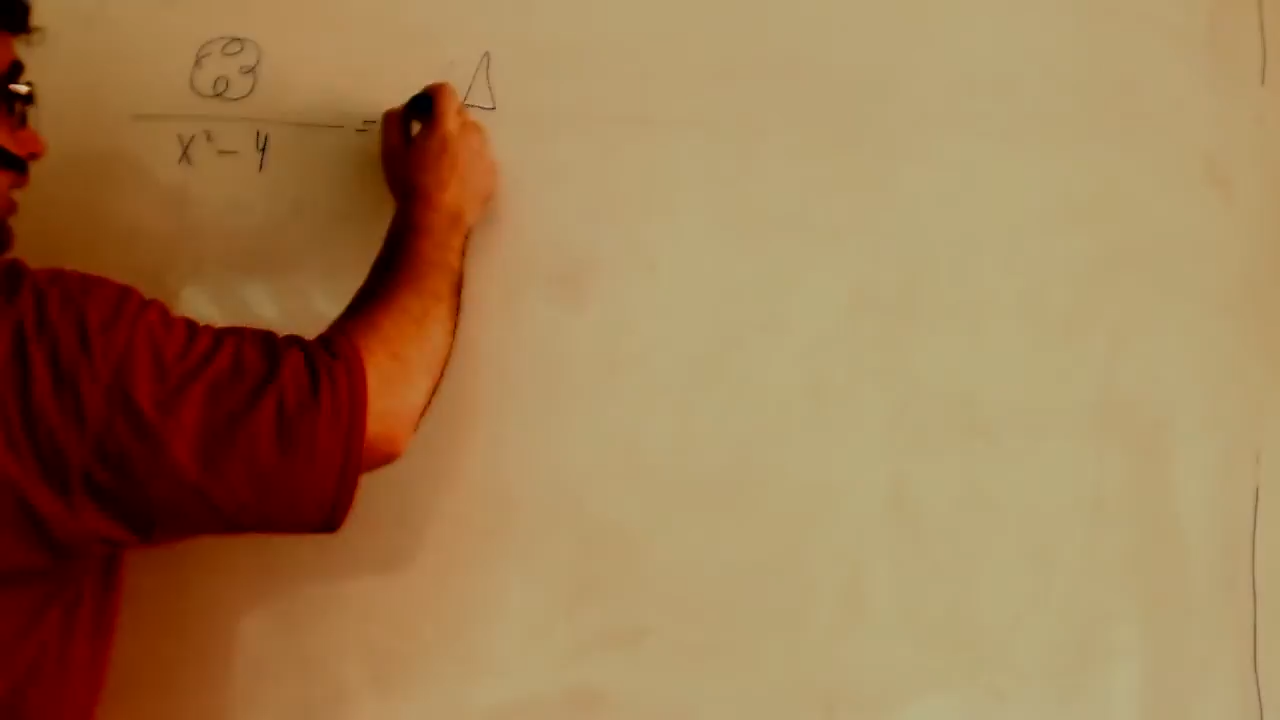 =
x² - 4